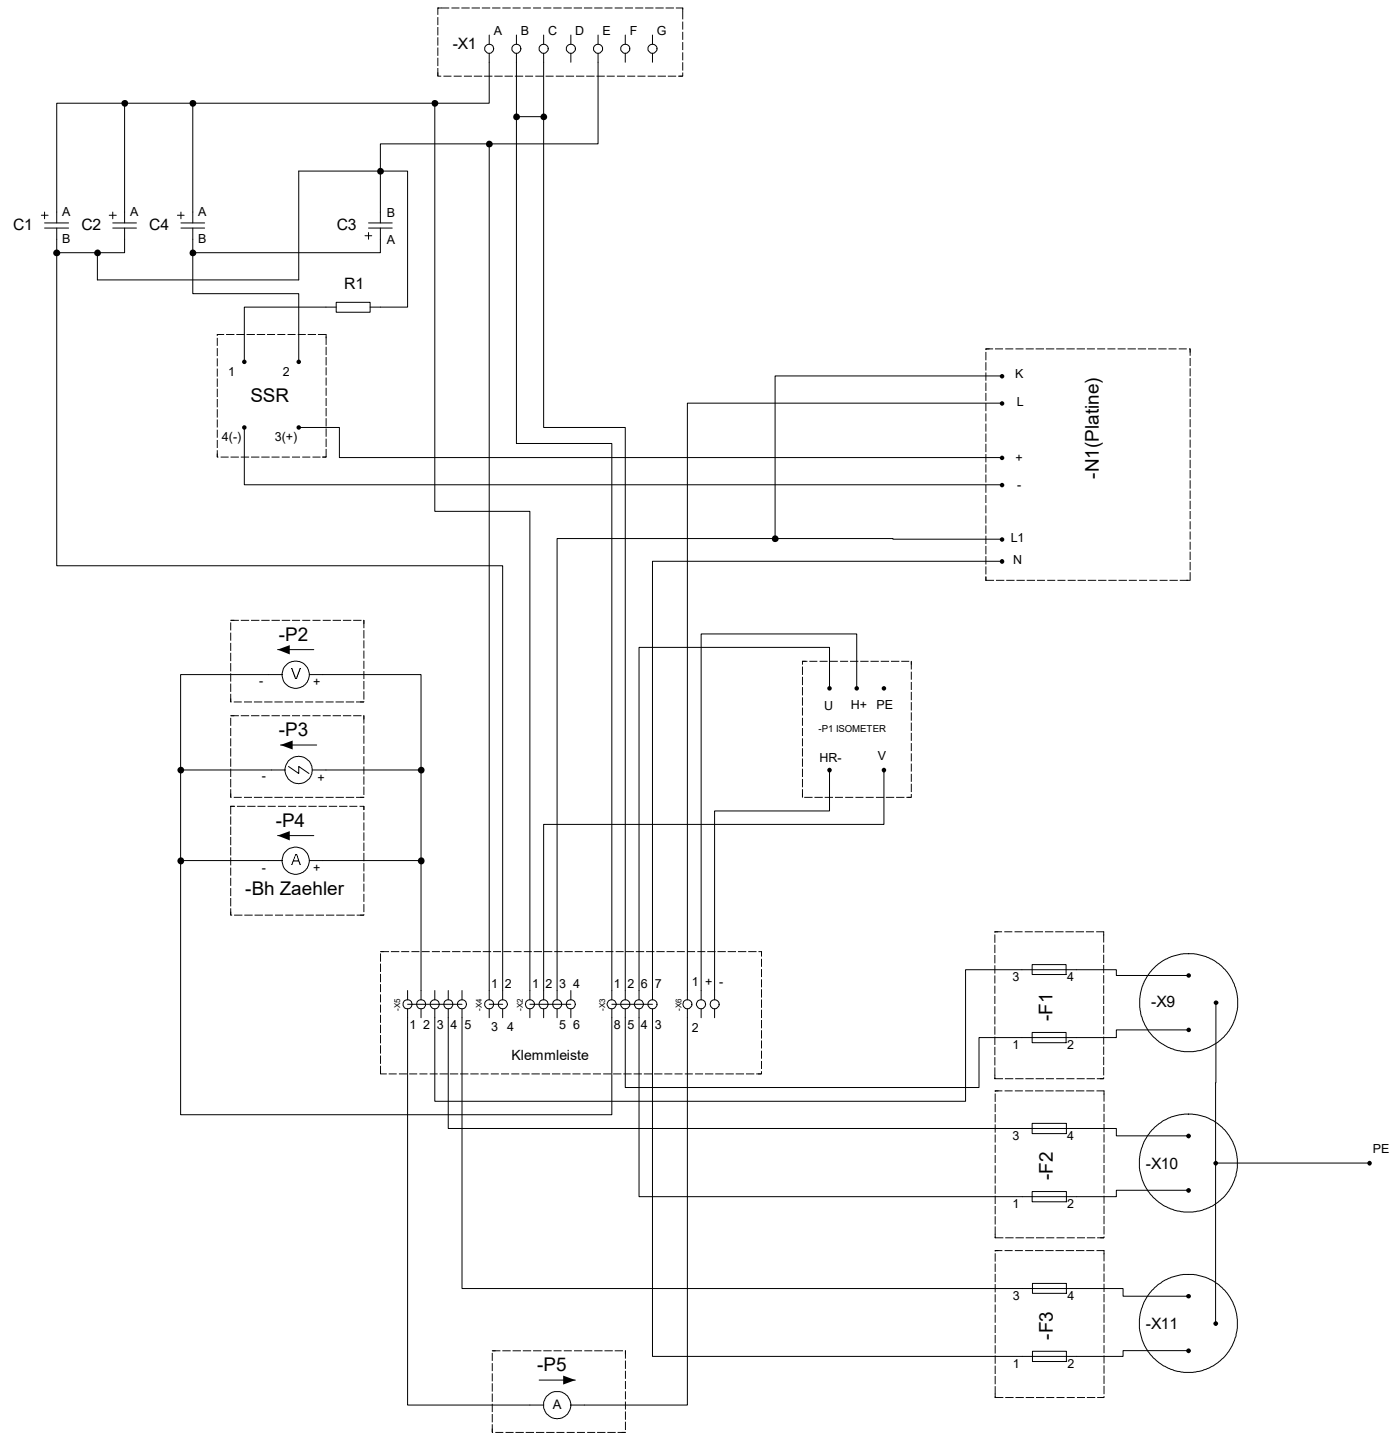 A B C D E F G
-X1
+ A + A + A B
C1 C2 C4 C3
B B + A
R1
1 2
SSR
4(-) 3(+)
K
L
+
-
L1
N
-N1(Platine)
-P2
- V +
-P3
- +
-P4
- A +
-Bh Zaehler
U H+ PE
-P1 ISOMETER
HR- V
1 2 1 2 3 4 1 2 6 7 1 + -
-X5 -X4 -X2 -X3 -X6
1 2 3 4 5 3 4 5 6 8 5 4 3 2
Klemmleiste
3 4
-F1
1 2
-X9
3 4
-F2
1 2
-X10
PE
3 4
-F3
1 2
-X11
-P5
A